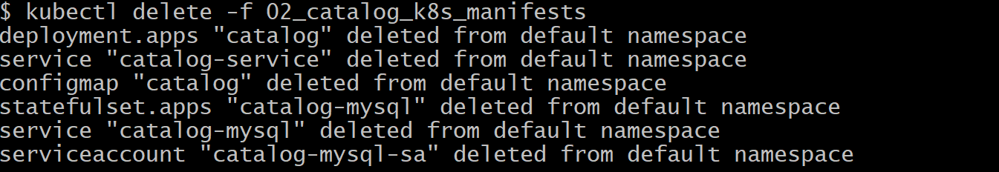 $ kubectl delete -f 02_catalog_k8s_manifests
deployment.apps "catalog" deleted from default namespace
service "catalog-service" deleted from default namespace
configmap "catalog" deleted from default namespace
statefulset.apps "catalog-mysql" deleted from default namespace
service "catalog-mysql" deleted from default namespace
serviceaccount "catalog-mysql-sa" deleted from default namespace